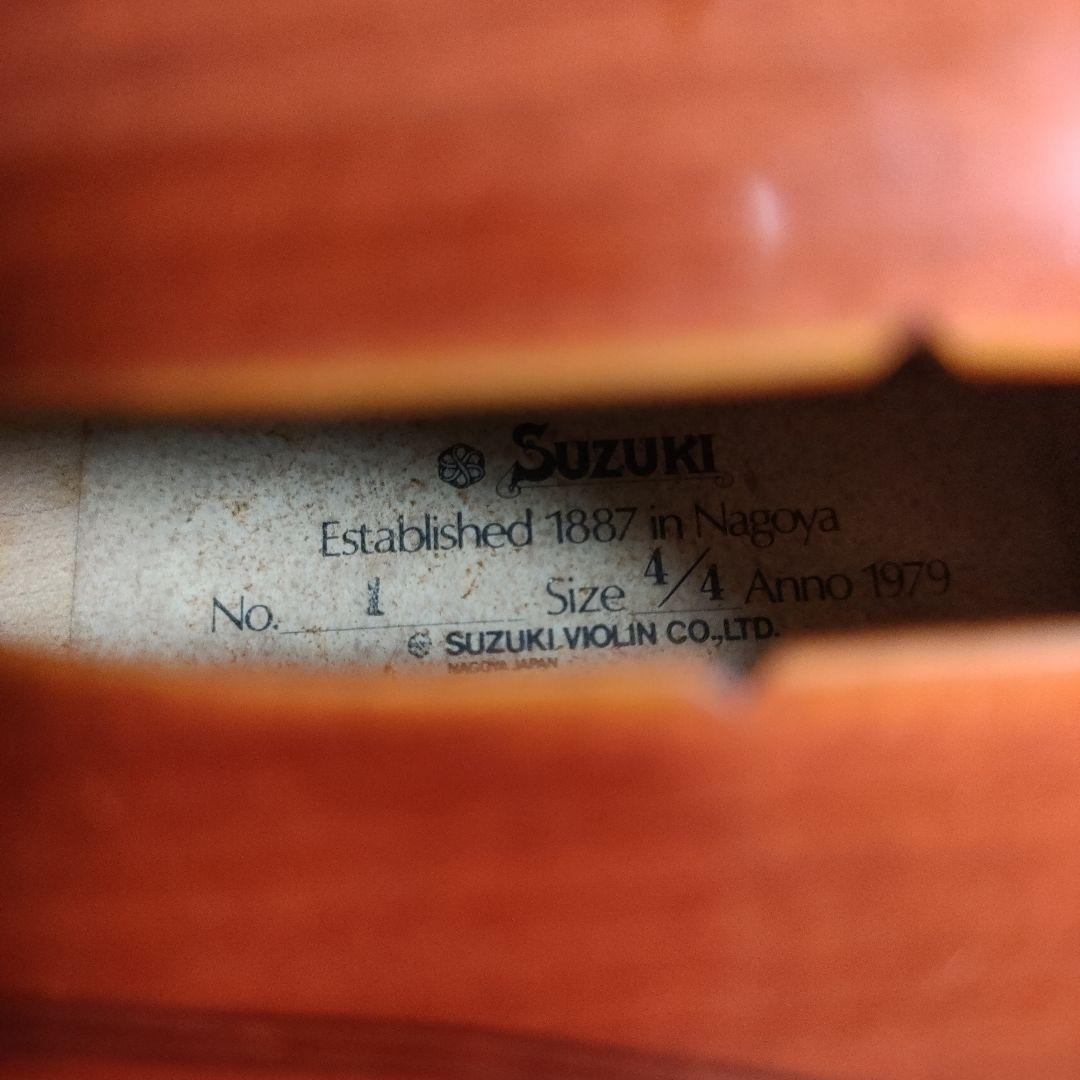 SUZUKI
Established 1887 in Nagoya
No. 1 Size 4/4 Anno 1979
SUZUKI VIOLIN CO.,LTD.
NAGOYA JAPAN